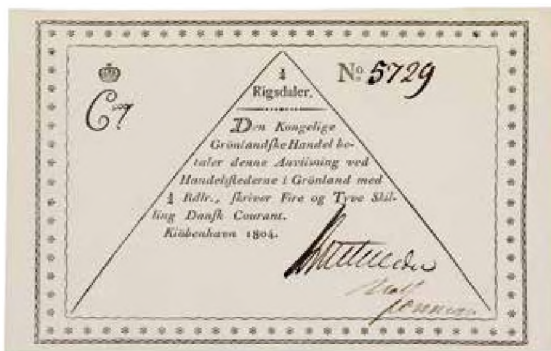 C7
¼
No. 5729
Rigsdaler.
Den Kongelige
Grönlandſke Handel be-
taler denne Anviisning ved
Handelſtederne i Grönland med
¼ Rdlr., ſkriver Fire og Tyve Skil-
ling Danſk Courant.
Kiöbenhavn 1804.